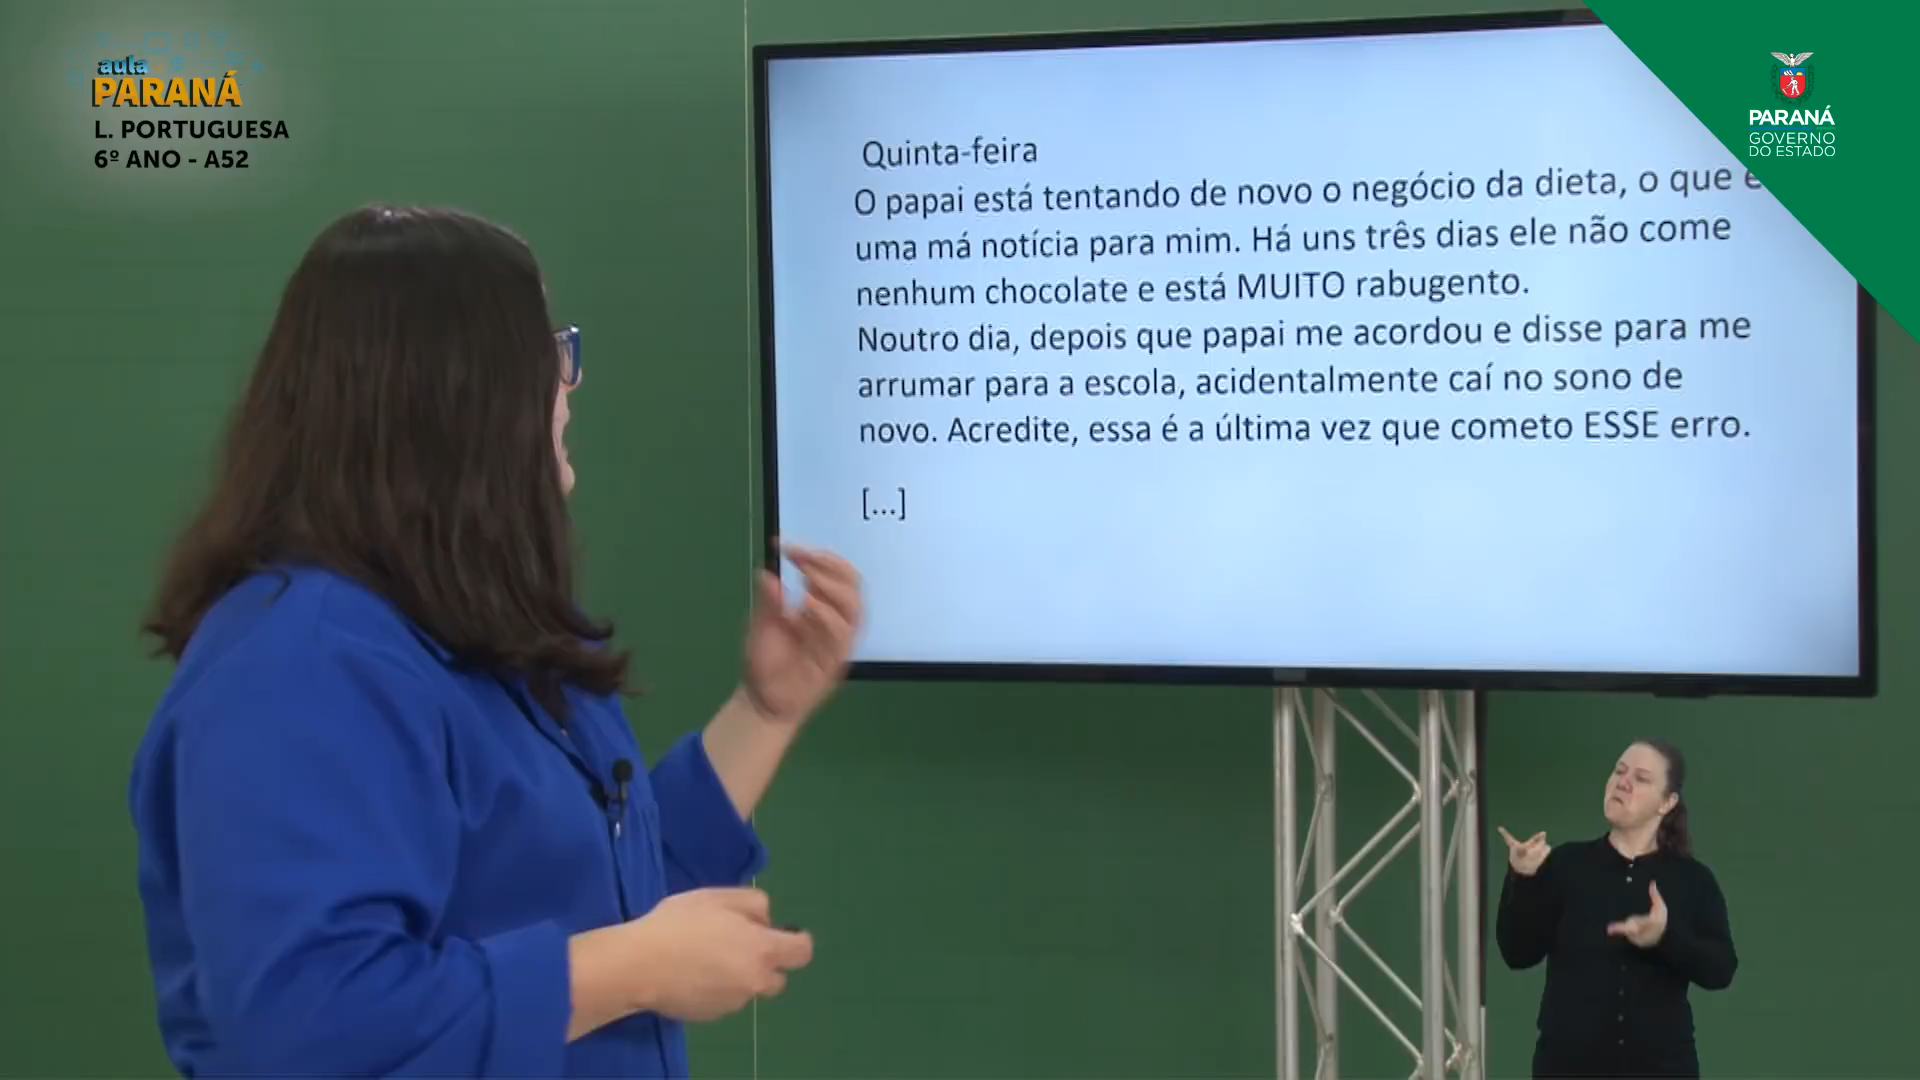 aula
PARANÁ
L. PORTUGUESA
6º ANO - A52
PARANÁ
GOVERNO
DO ESTADO
Quinta-feira
O papai está tentando de novo o negócio da dieta, o que é
uma má notícia para mim. Há uns três dias ele não come
nenhum chocolate e está MUITO rabugento.
Noutro dia, depois que papai me acordou e disse para me
arrumar para a escola, acidentalmente caí no sono de
novo. Acredite, essa é a última vez que cometo ESSE erro.
[...]